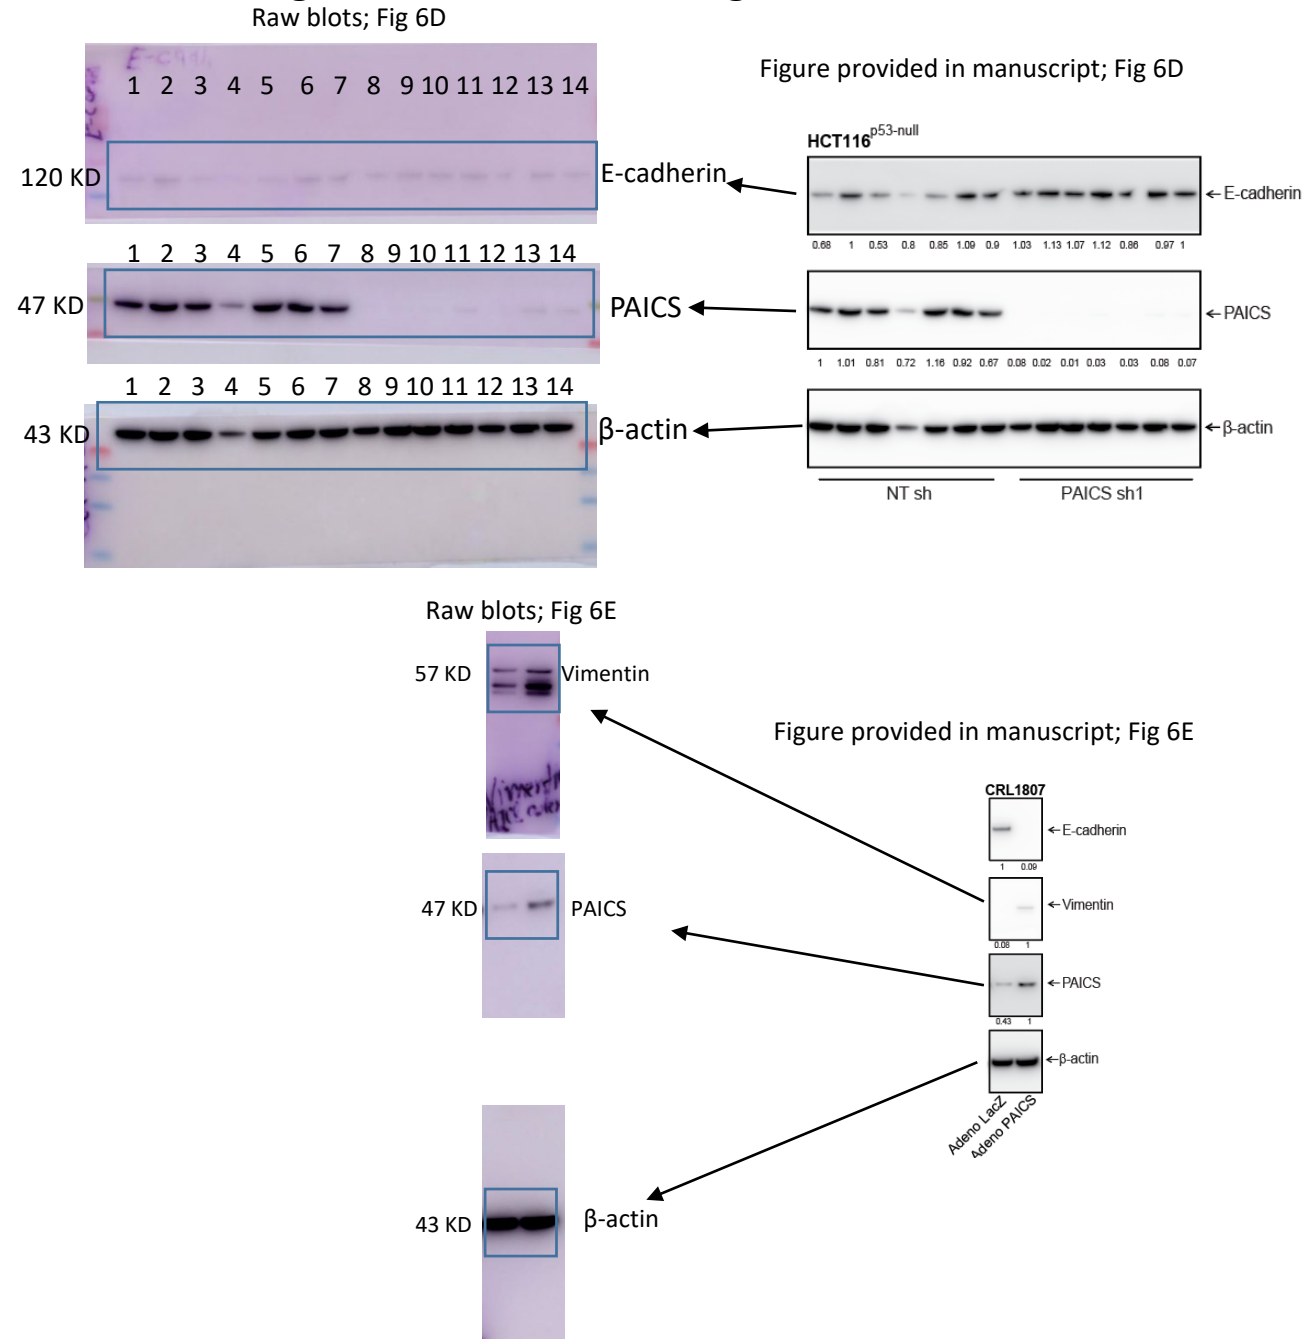 Raw blots; Fig 6D
E-cad
1 2 3 4 5 6 7 8 9 10 11 12 13 14
120 KD
E-cadherin
1 2 3 4 5 6 7 8 9 10 11 12 13 14
47 KD
PAICS
1 2 3 4 5 6 7 8 9 10 11 12 13 14
43 KD
β-actin
Figure provided in manuscript; Fig 6D
HCT116p53-null
←E-cadherin
0.68 1 0.53 0.8 0.85 1.09 0.9 1.03 1.13 1.07 1.12 0.86 0.97 1
←PAICS
1 1.01 0.81 0.72 1.16 0.92 0.67 0.08 0.02 0.01 0.03 0.03 0.08 0.07
←β-actin
NT sh PAICS sh1
Raw blots; Fig 6E
57 KD
Vimentin
Vimentin
47 KD
PAICS
43 KD
β-actin
Figure provided in manuscript; Fig 6E
CRL1807
←E-cadherin
1 0.09
←Vimentin
0.08 1
←PAICS
0.43 1
←β-actin
Adeno LacZ
Adeno PAICS